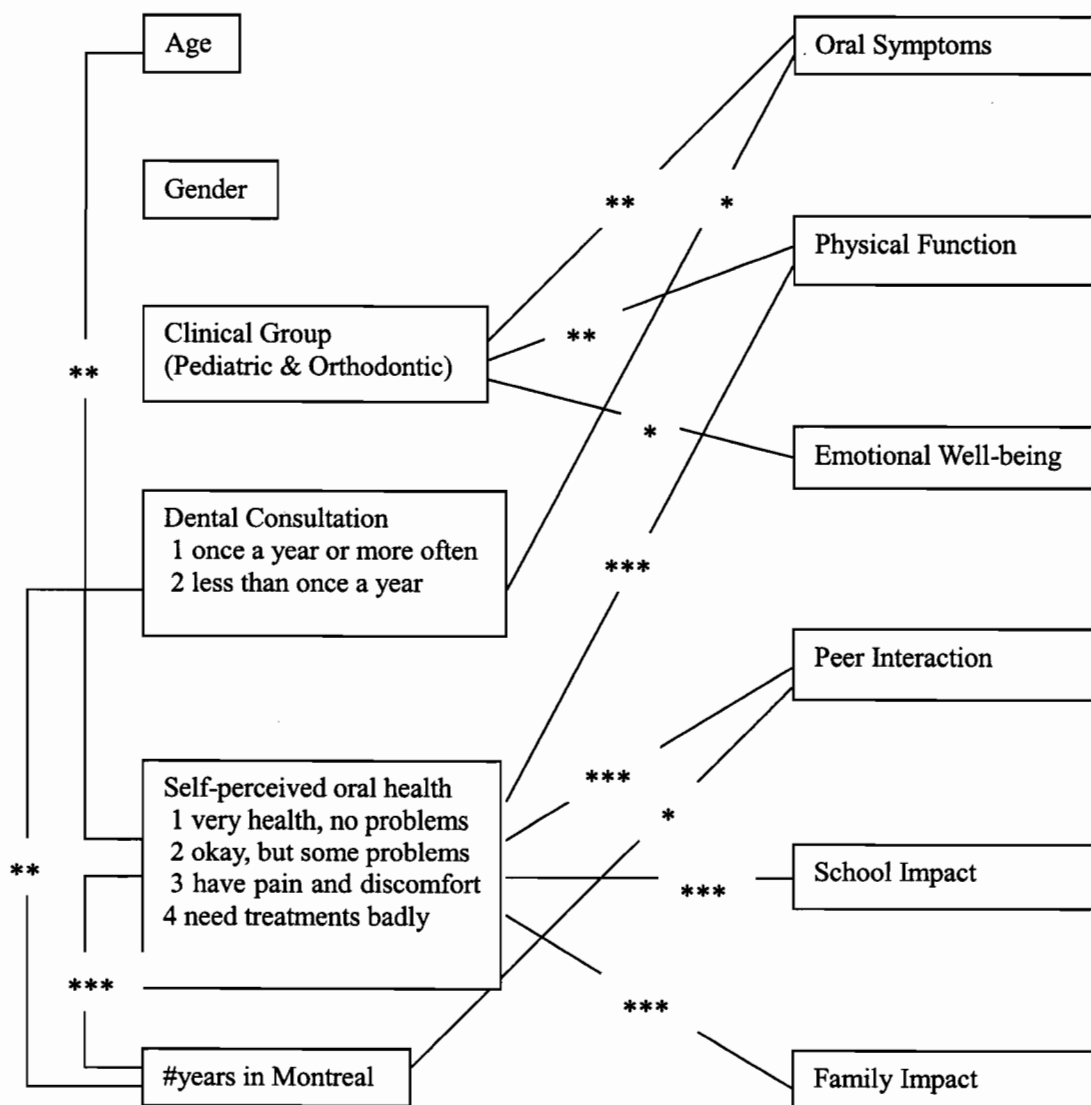 Age
Oral Symptoms
Gender
**
*
Physical Function
Clinical Group
(Pediatric & Orthodontic)
**
**
*
Emotional Well-being
Dental Consultation
1 once a year or more often
2 less than once a year
***
Peer Interaction
Self-perceived oral health
1 very health, no problems
2 okay, but some problems
3 have pain and discomfort
4 need treatments badly
***
*
**
School Impact
***
***
***
#years in Montreal
Family Impact